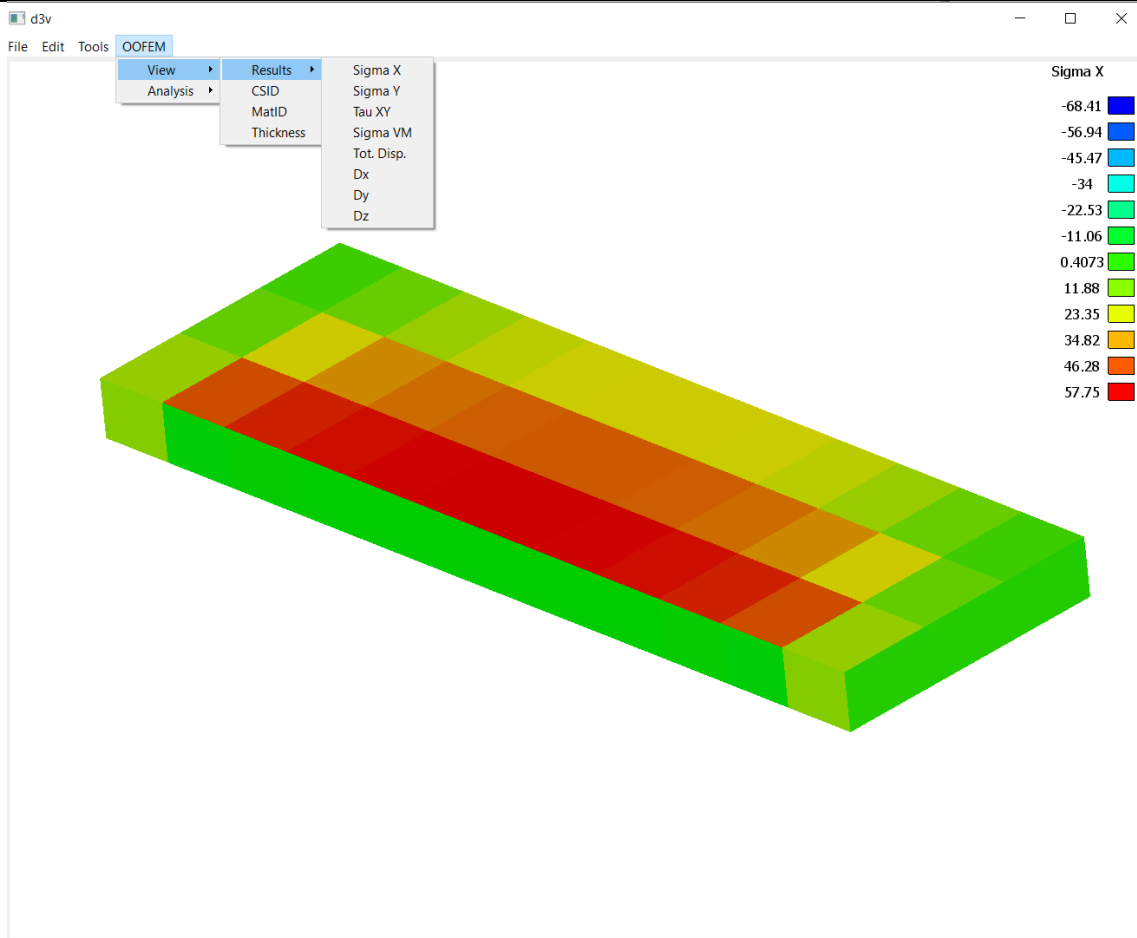 d3v
File Edit Tools OOFEM
View Results Sigma X
Analysis CSID Sigma Y
MatID Tau XY
Thickness Sigma VM
Tot. Disp.
Dx
Dy
Dz
Sigma X
-68.41
-56.94
-45.47
-34
-22.53
-11.06
0.4073
11.88
23.35
34.82
46.28
57.75